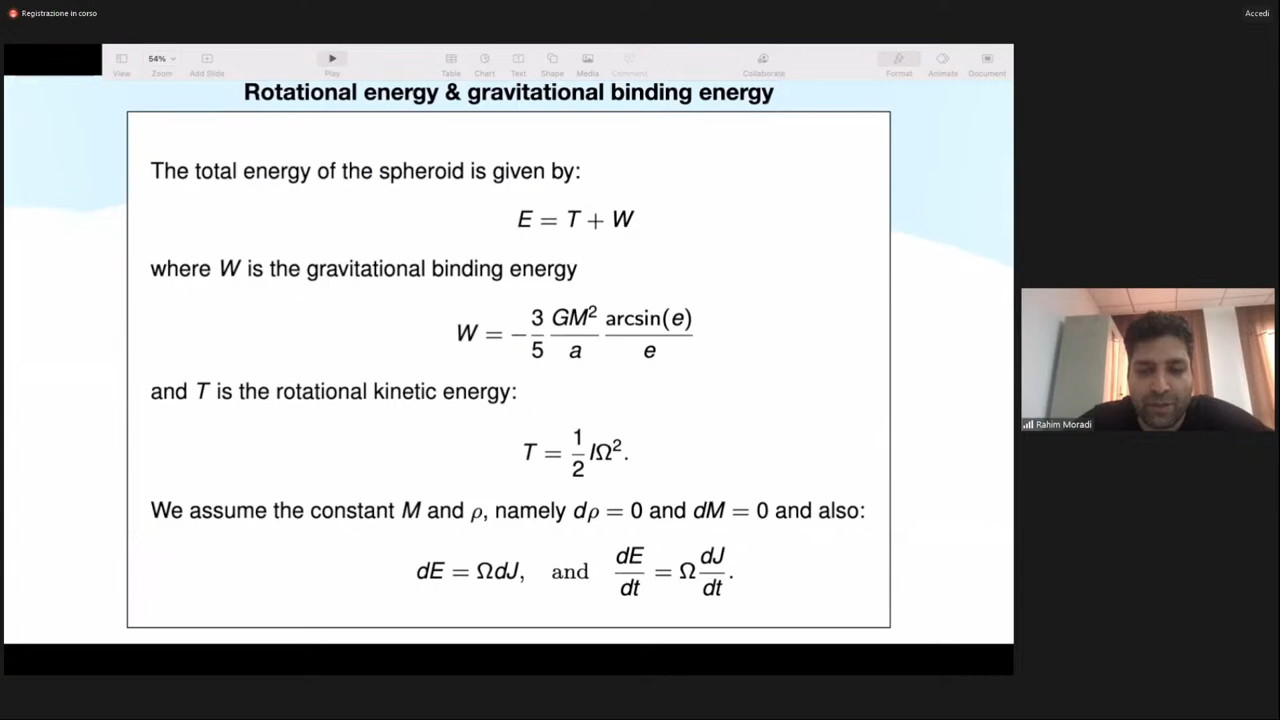 Registrazione in corso
Accedi
54%
View Zoom Add Slide Play Table Chart Text Shape Media Comment Collaborate Format Animate Document
Rotational energy & gravitational binding energy
The total energy of the spheroid is given by:
E = T + W
where W is the gravitational binding energy
W = −3/5 GM²/a arcsin(e)/e
and T is the rotational kinetic energy:
T = 1/2 IΩ².
We assume the constant M and ρ, namely dρ = 0 and dM = 0 and also:
dE = ΩdJ, and dE/dt = Ω dJ/dt.
Rahim Moradi